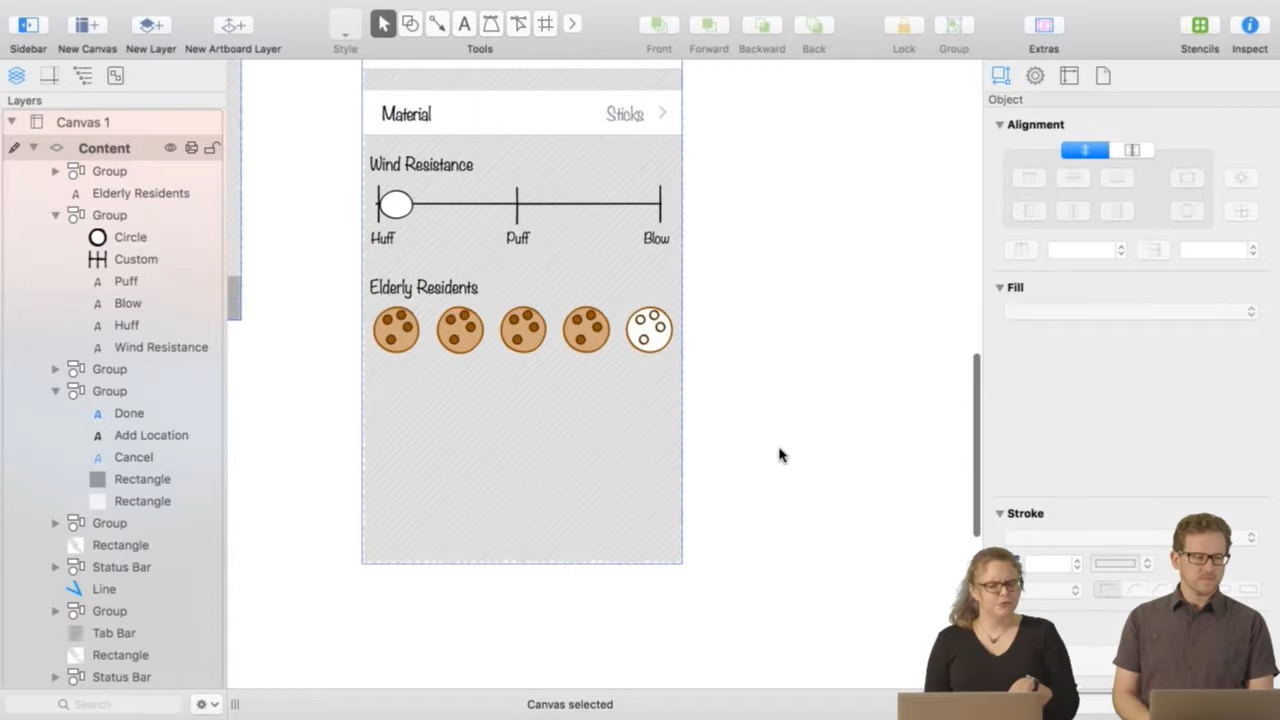 Sidebar
New Canvas
New Layer
New Artboard Layer
Style
Tools
Front
Forward
Backward
Back
Lock
Group
Extras
Stencils
Inspect
Layers
Canvas 1
Content
Group
Elderly Residents
Group
Circle
Custom
Puff
Blow
Huff
Wind Resistance
Group
Group
Done
Add Location
Cancel
Rectangle
Rectangle
Group
Rectangle
Status Bar
Line
Group
Tab Bar
Rectangle
Status Bar
Search
Material
Sticks
Wind Resistance
Huff
Puff
Blow
Elderly Residents
Canvas selected
Object
Alignment
Fill
Stroke